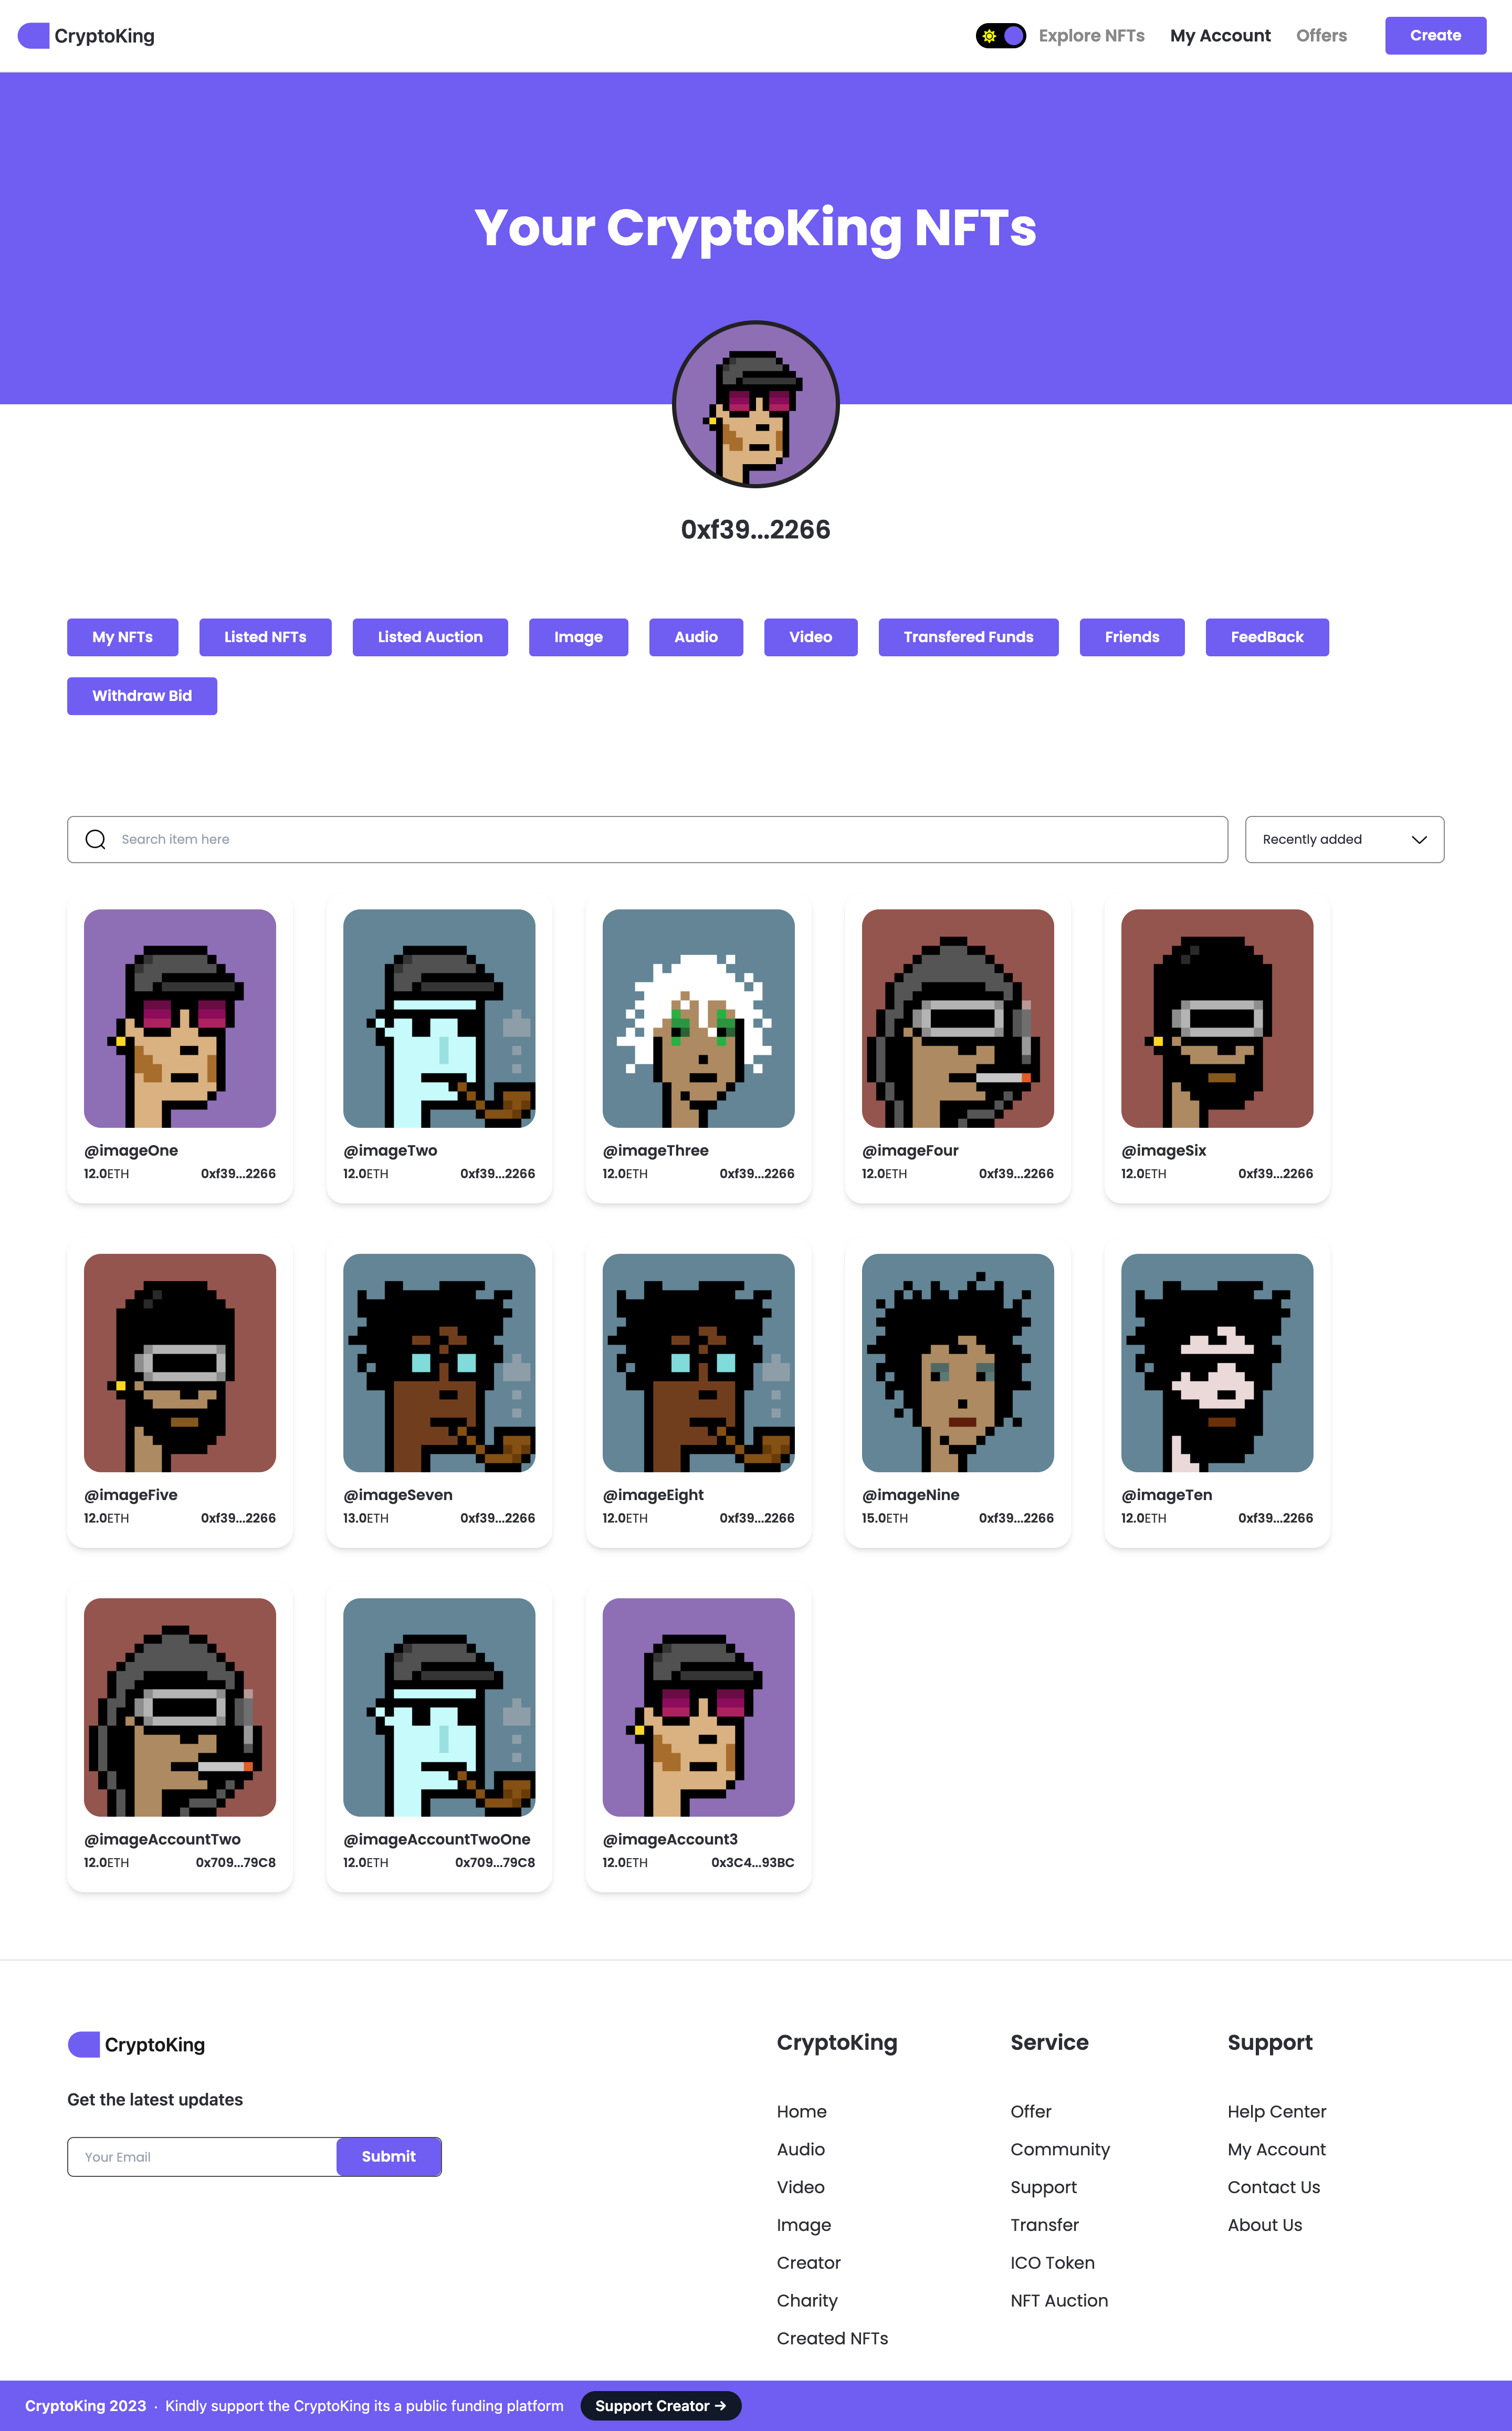 CryptoKing
Explore NFTs My Account Offers Create
Your CryptoKing NFTs
0xf39...2266
My NFTs Listed NFTs Listed Auction Image Audio Video Transfered Funds Friends FeedBack
Withdraw Bid
Search item here Recently added
@imageOne @imageTwo @imageThree @imageFour @imageSix
12.0ETH 0xf39...2266 12.0ETH 0xf39...2266 12.0ETH 0xf39...2266 12.0ETH 0xf39...2266 12.0ETH 0xf39...2266
@imageFive @imageSeven @imageEight @imageNine @imageTen
12.0ETH 0xf39...2266 13.0ETH 0xf39...2266 12.0ETH 0xf39...2266 15.0ETH 0xf39...2266 12.0ETH 0xf39...2266
@imageAccountTwo @imageAccountTwoOne @imageAccount3
12.0ETH 0x709...79C8 12.0ETH 0x709...79C8 12.0ETH 0x3C4...93BC
CryptoKing
Get the latest updates
Your Email Submit
CryptoKing
Home
Audio
Video
Image
Creator
Charity
Created NFTs
Service
Offer
Community
Support
Transfer
ICO Token
NFT Auction
Support
Help Center
My Account
Contact Us
About Us
CryptoKing 2023 · Kindly support the CryptoKing its a public funding platform Support Creator →